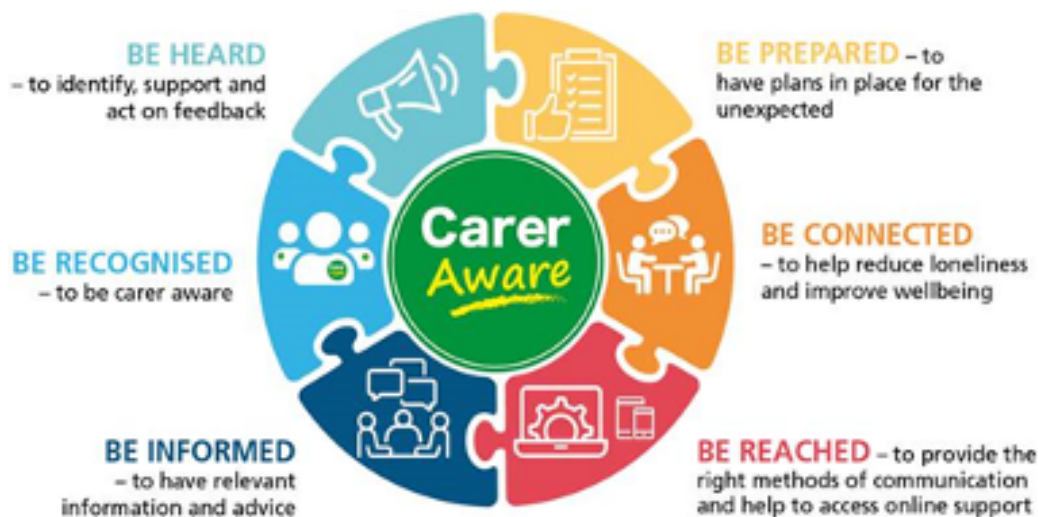 BE HEARD
– to identify, support and
act on feedback
BE PREPARED – to
have plans in place for the
unexpected
BE RECOGNISED
– to be carer aware
Carer
Aware
BE CONNECTED
– to help reduce loneliness
and improve wellbeing
BE INFORMED
– to have relevant
information and advice
BE REACHED – to provide the
right methods of communication
and help to access online support